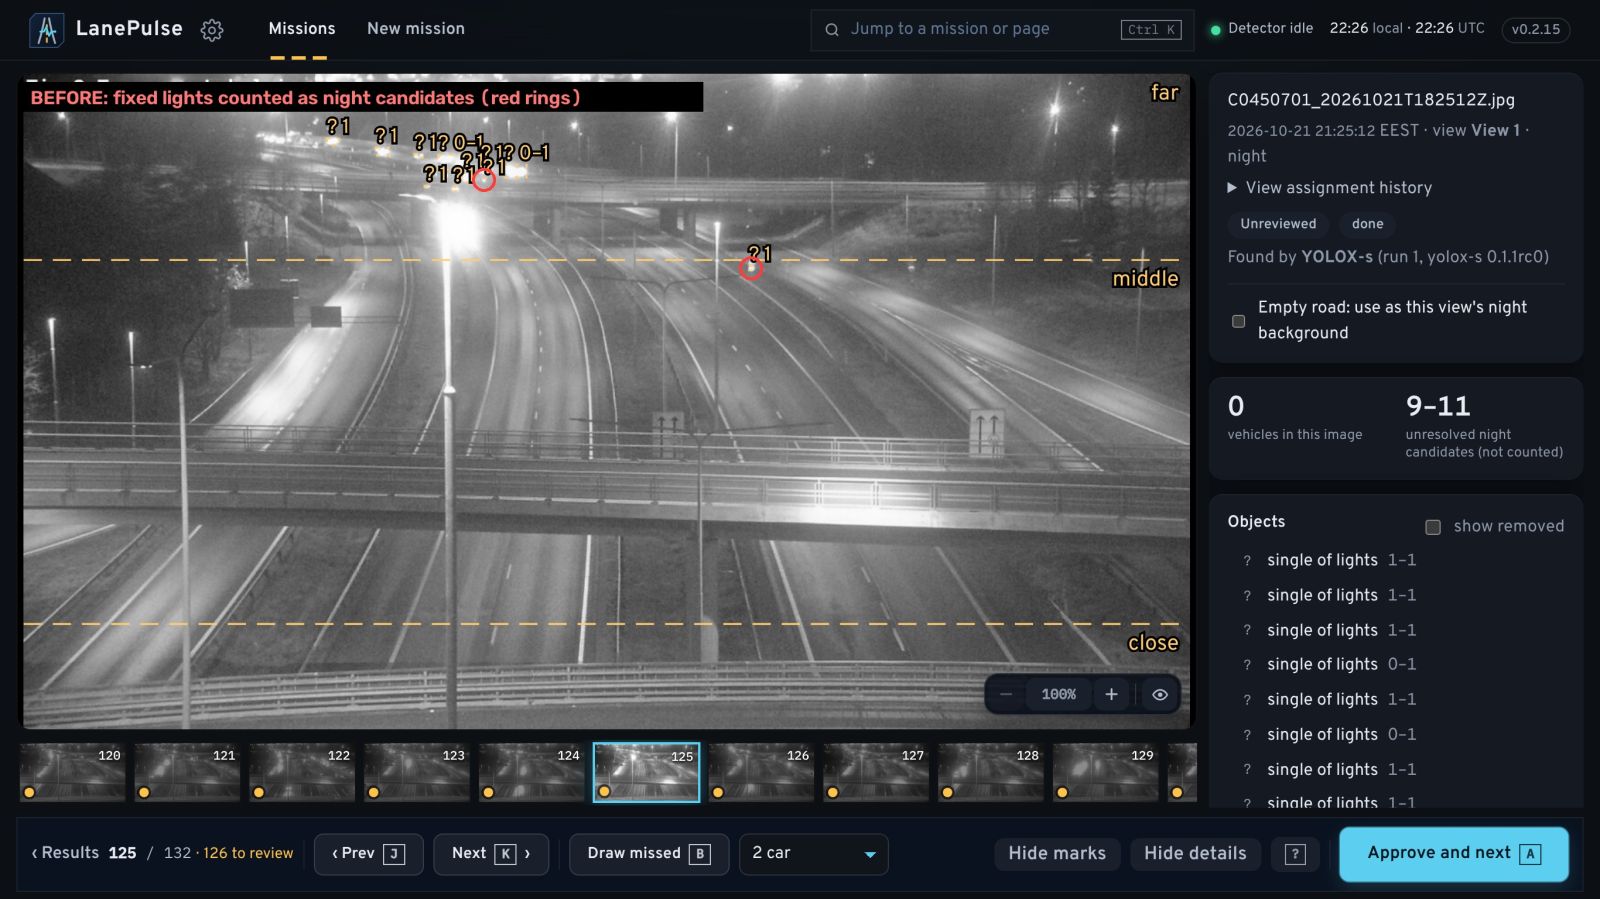 LanePulse
Missions
New mission
Jump to a mission or page
Ctrl K
Detector idle
22:26 local · 22:26 UTC
v0.2.15
BEFORE: fixed lights counted as night candidates (red rings)
far
?1
?1
?1
?0-1
?1
?1
?0-1
?1
?1
?1
?1
middle
close
100%
C0450701_20261021T182512Z.jpg
2026-10-21 21:25:12 EEST · view View 1 ·
night
View assignment history
Unreviewed
done
Found by YOLOX-s (run 1, yolox-s 0.1.1rc0)
Empty road: use as this view's night
background
0
vehicles in this image
9–11
unresolved night
candidates (not counted)
Objects
show removed
? single of lights 1–1
? single of lights 1–1
? single of lights 1–1
? single of lights 0–1
? single of lights 1–1
? single of lights 0–1
? single of lights 1–1
? single of lights 1–1
120
121
122
123
124
125
126
127
128
129
‹ Results 125 / 132 · 126 to review
‹ Prev J
Next K ›
Draw missed B
2 car
Hide marks
Hide details
?
Approve and next A